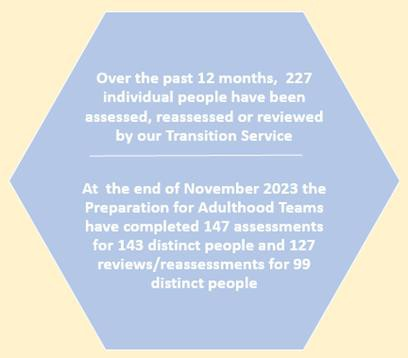 Over the past 12 months,  227
individual people have been
assessed, reassessed or reviewed
by our Transition Service
At  the end of November 2023 the
Preparation for Adulthood Teams
have completed 147 assessments
for 143 distinct people and 127
reviews/reassessments for 99
distinct people